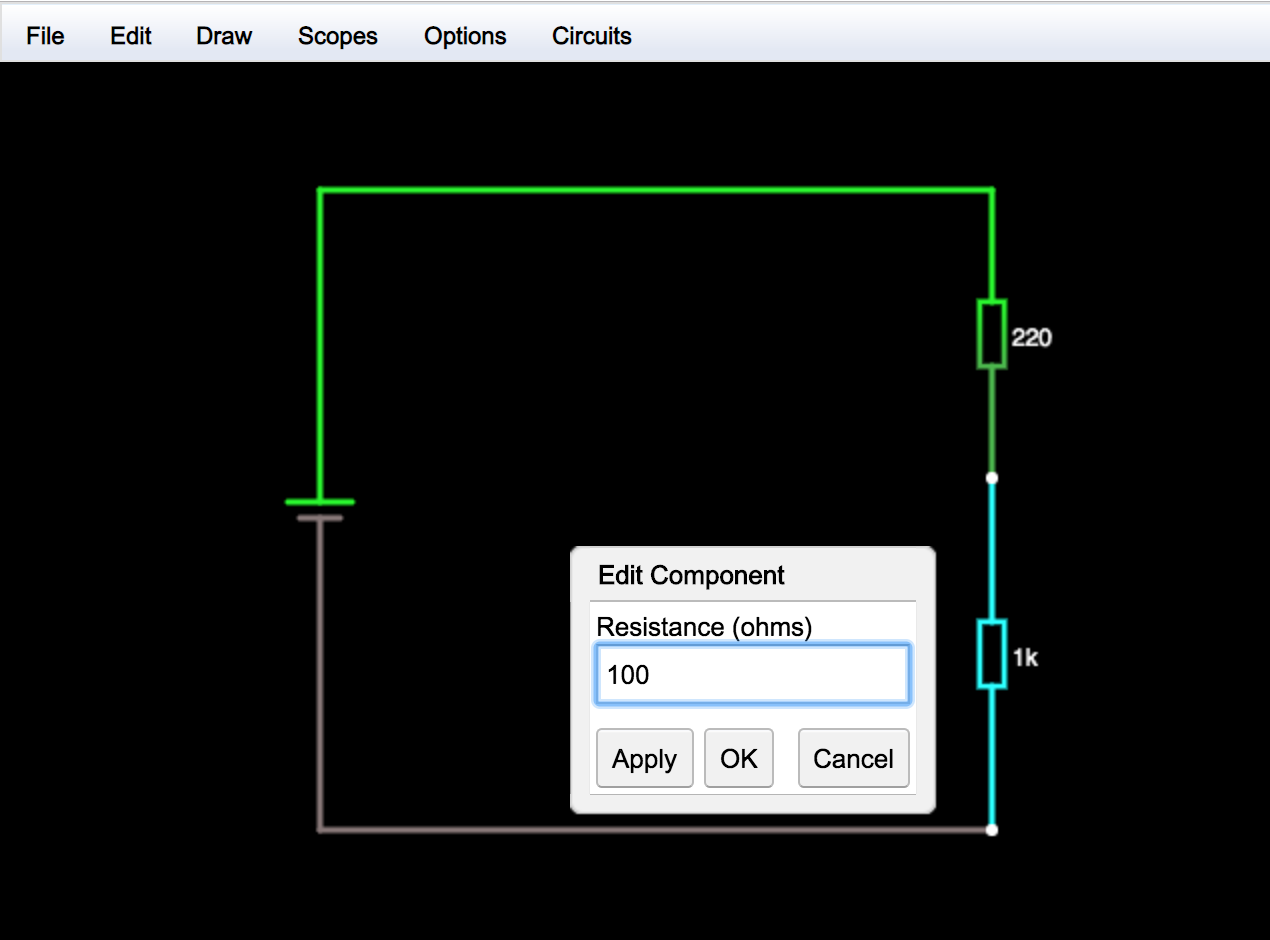 File Edit Draw Scopes Options Circuits
220
Edit Component
Resistance (ohms)
1k
100
Apply OK Cancel